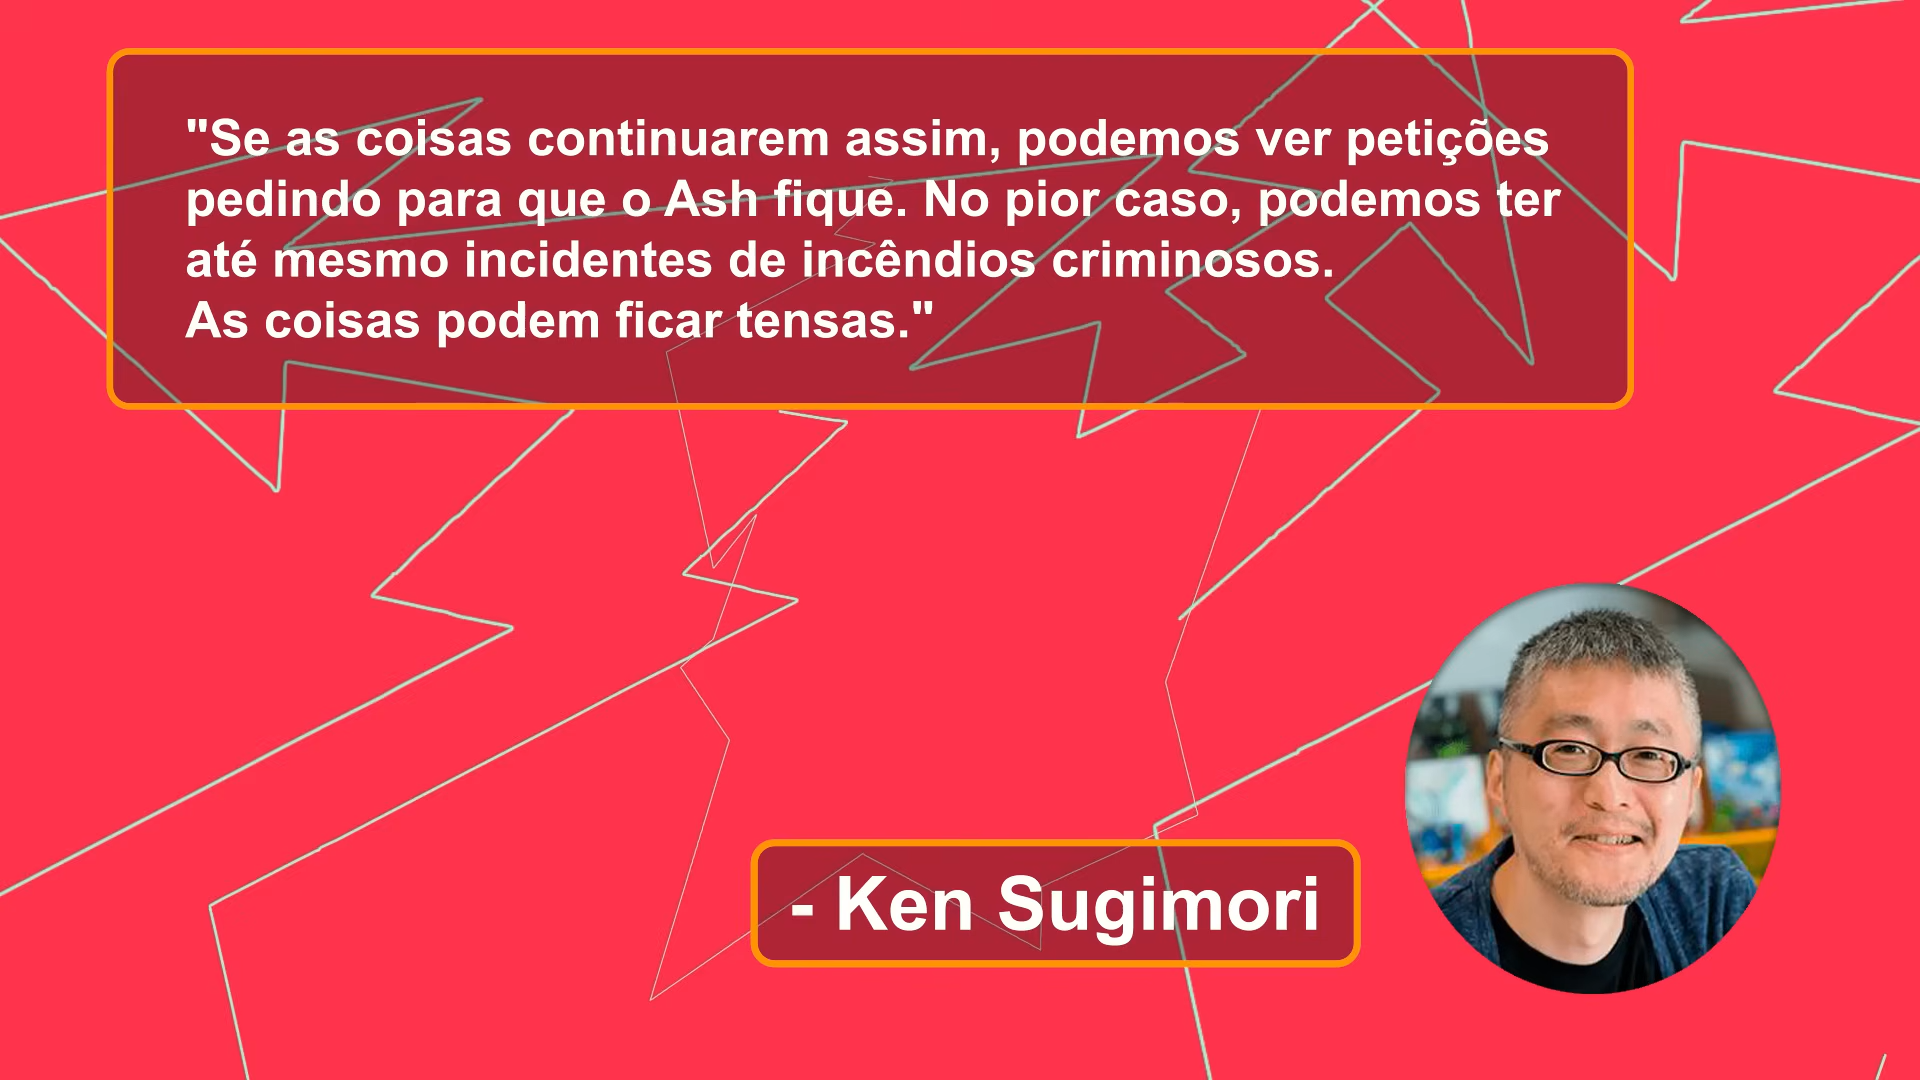 "Se as coisas continuarem assim, podemos ver petições
pedindo para que o Ash fique. No pior caso, podemos ter
até mesmo incidentes de incêndios criminosos.
As coisas podem ficar tensas."
- Ken Sugimori